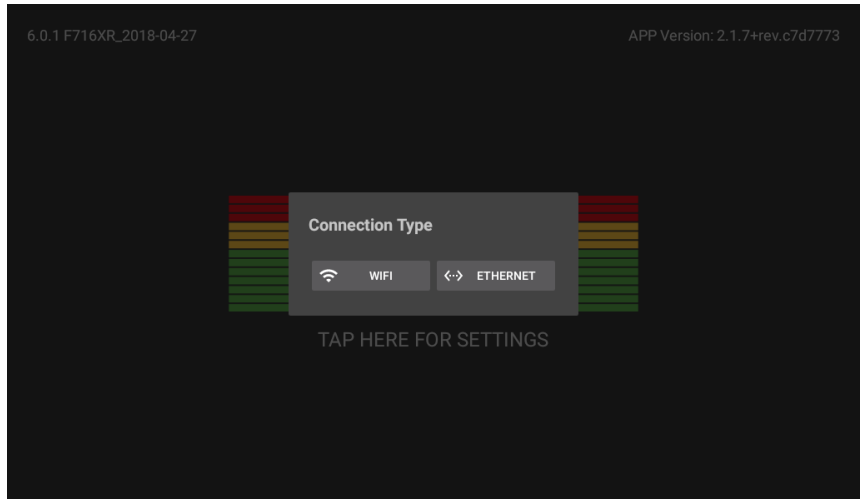 6.0.1 F716XR_2018-04-27
APP Version: 2.1.7+rev.c7d7773
Connection Type
WIFI
ETHERNET
TAP HERE FOR SETTINGS